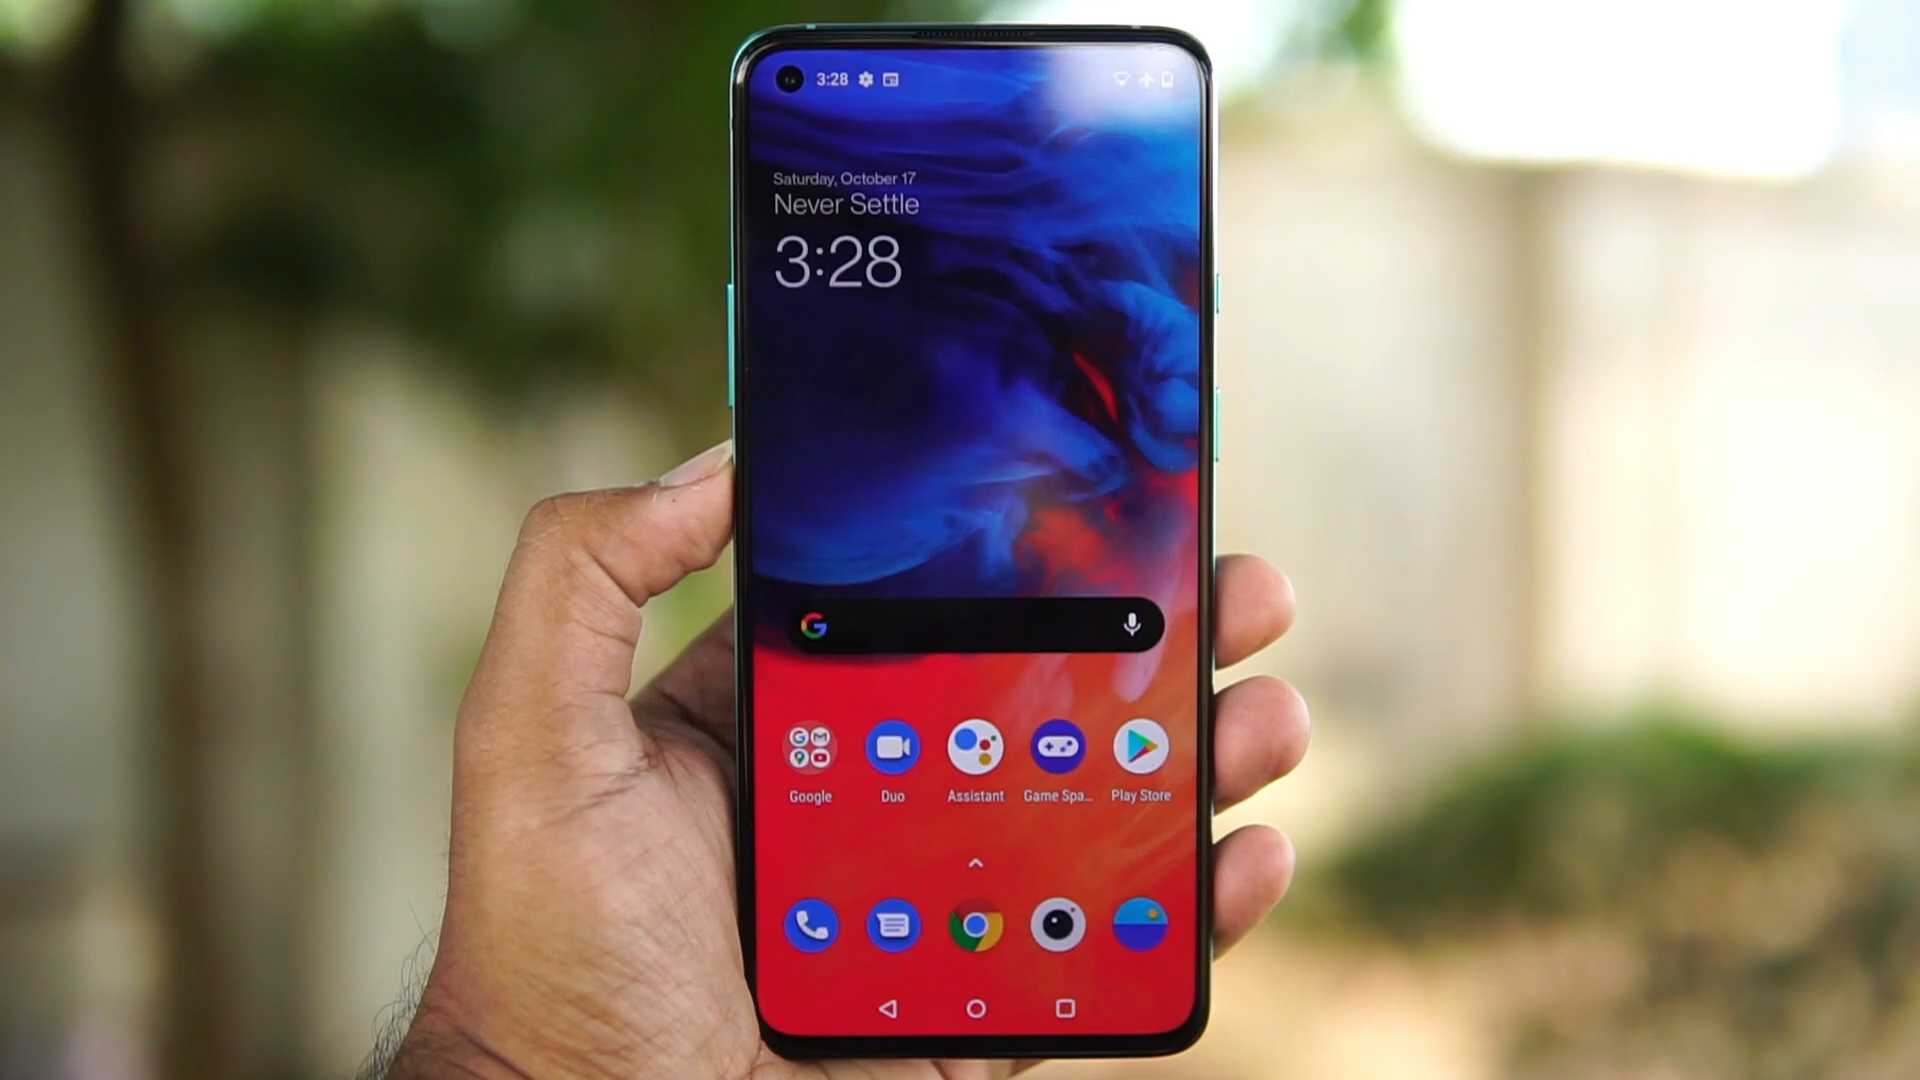 3:28
Saturday, October 17
Never Settle
3:28
Google
Duo
Assistant
Game Spa...
Play Store